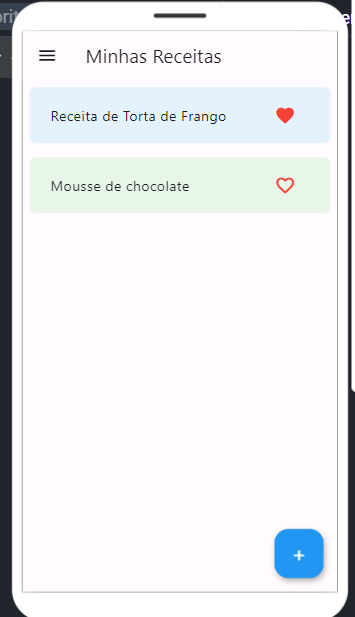 Minhas Receitas
Receita de Torta de Frango
Mousse de chocolate
+